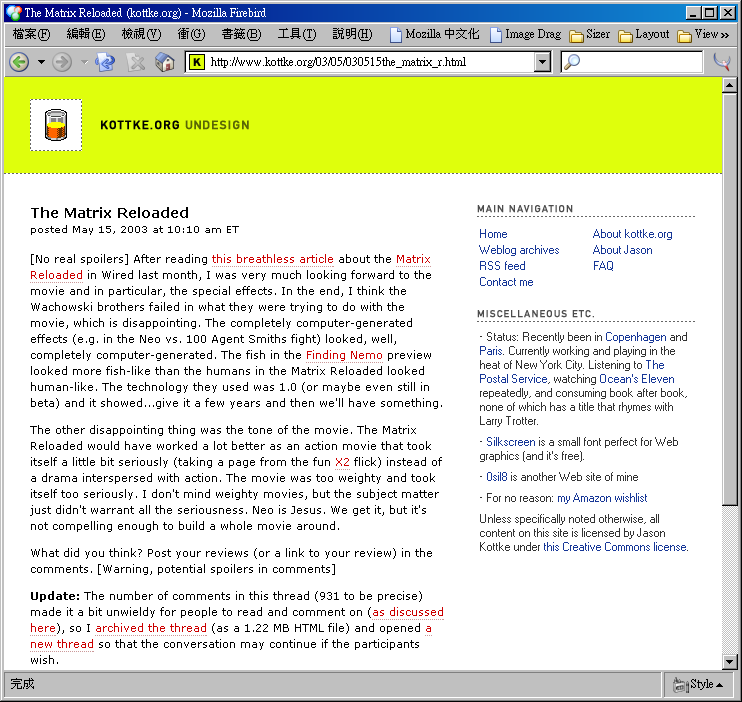 The Matrix Reloaded (kottke.org) - Mozilla Firebird
檔案(F) 編輯(E) 檢視(V) 衝(G) 書籤(B) 工具(T) 說明(H) Mozilla 中文化 Image Drag Sizer Layout View »
K http://www.kottke.org/03/05/030515the_matrix_r.html
KOTTKE.ORG UNDESIGN
The Matrix Reloaded
posted May 15, 2003 at 10:10 am ET
[No real spoilers] After reading this breathless article about the Matrix
Reloaded in Wired last month, I was very much looking forward to the
movie and in particular, the special effects. In the end, I think the
Wachowski brothers failed in what they were trying to do with the
movie, which is disappointing. The completely computer-generated
effects (e.g. in the Neo vs. 100 Agent Smiths fight) looked, well,
completely computer-generated. The fish in the Finding Nemo preview
looked more fish-like than the humans in the Matrix Reloaded looked
human-like. The technology they used was 1.0 (or maybe even still in
beta) and it showed...give it a few years and then we'll have something.
The other disappointing thing was the tone of the movie. The Matrix
Reloaded would have worked a lot better as an action movie that took
itself a little bit seriously (taking a page from the fun X2 flick) instead of
a drama interspersed with action. The movie was too weighty and took
itself too seriously. I don't mind weighty movies, but the subject matter
just didn't warrant all the seriousness. Neo is Jesus. We get it, but it's
not compelling enough to build a whole movie around.
What did you think? Post your reviews (or a link to your review) in the
comments. [Warning, potential spoilers in comments]
Update: The number of comments in this thread (931 to be precise)
made it a bit unwieldy for people to read and comment on (as discussed
here), so I archived the thread (as a 1.22 MB HTML file) and opened a
new thread so that the conversation may continue if the participants
wish.
MAIN NAVIGATION
Home About kottke.org
Weblog archives About Jason
RSS feed FAQ
Contact me
MISCELLANEOUS ETC.
· Status: Recently been in Copenhagen and
Paris. Currently working and playing in the
heat of New York City. Listening to The
Postal Service, watching Ocean's Eleven
repeatedly, and consuming book after book,
none of which has a title that rhymes with
Larry Trotter.
· Silkscreen is a small font perfect for Web
graphics (and it's free).
· 0sil8 is another Web site of mine
· For no reason: my Amazon wishlist
Unless specifically noted otherwise, all
content on this site is licensed by Jason
Kottke under this Creative Commons license.
完成 Style